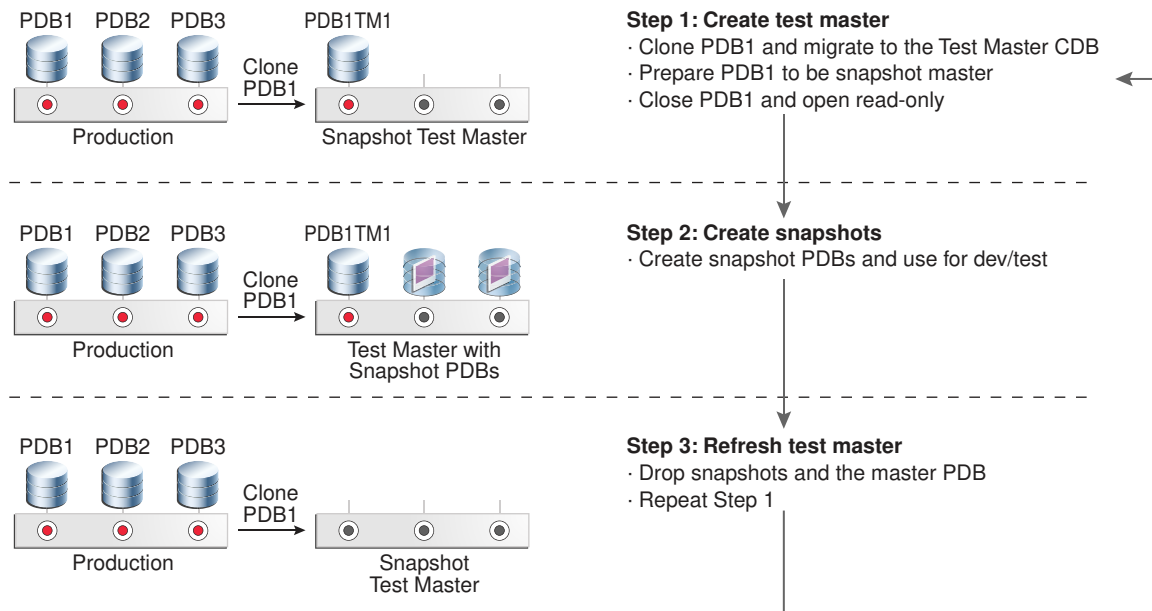 PDB1 PDB2 PDB3
PDB1TM1
Clone
PDB1
Production
Snapshot Test Master
Step 1: Create test master
· Clone PDB1 and migrate to the Test Master CDB
· Prepare PDB1 to be snapshot master
· Close PDB1 and open read-only
PDB1 PDB2 PDB3
PDB1TM1
Clone
PDB1
Production
Test Master with
Snapshot PDBs
Step 2: Create snapshots
· Create snapshot PDBs and use for dev/test
PDB1 PDB2 PDB3
Clone
PDB1
Production
Snapshot
Test Master
Step 3: Refresh test master
· Drop snapshots and the master PDB
· Repeat Step 1